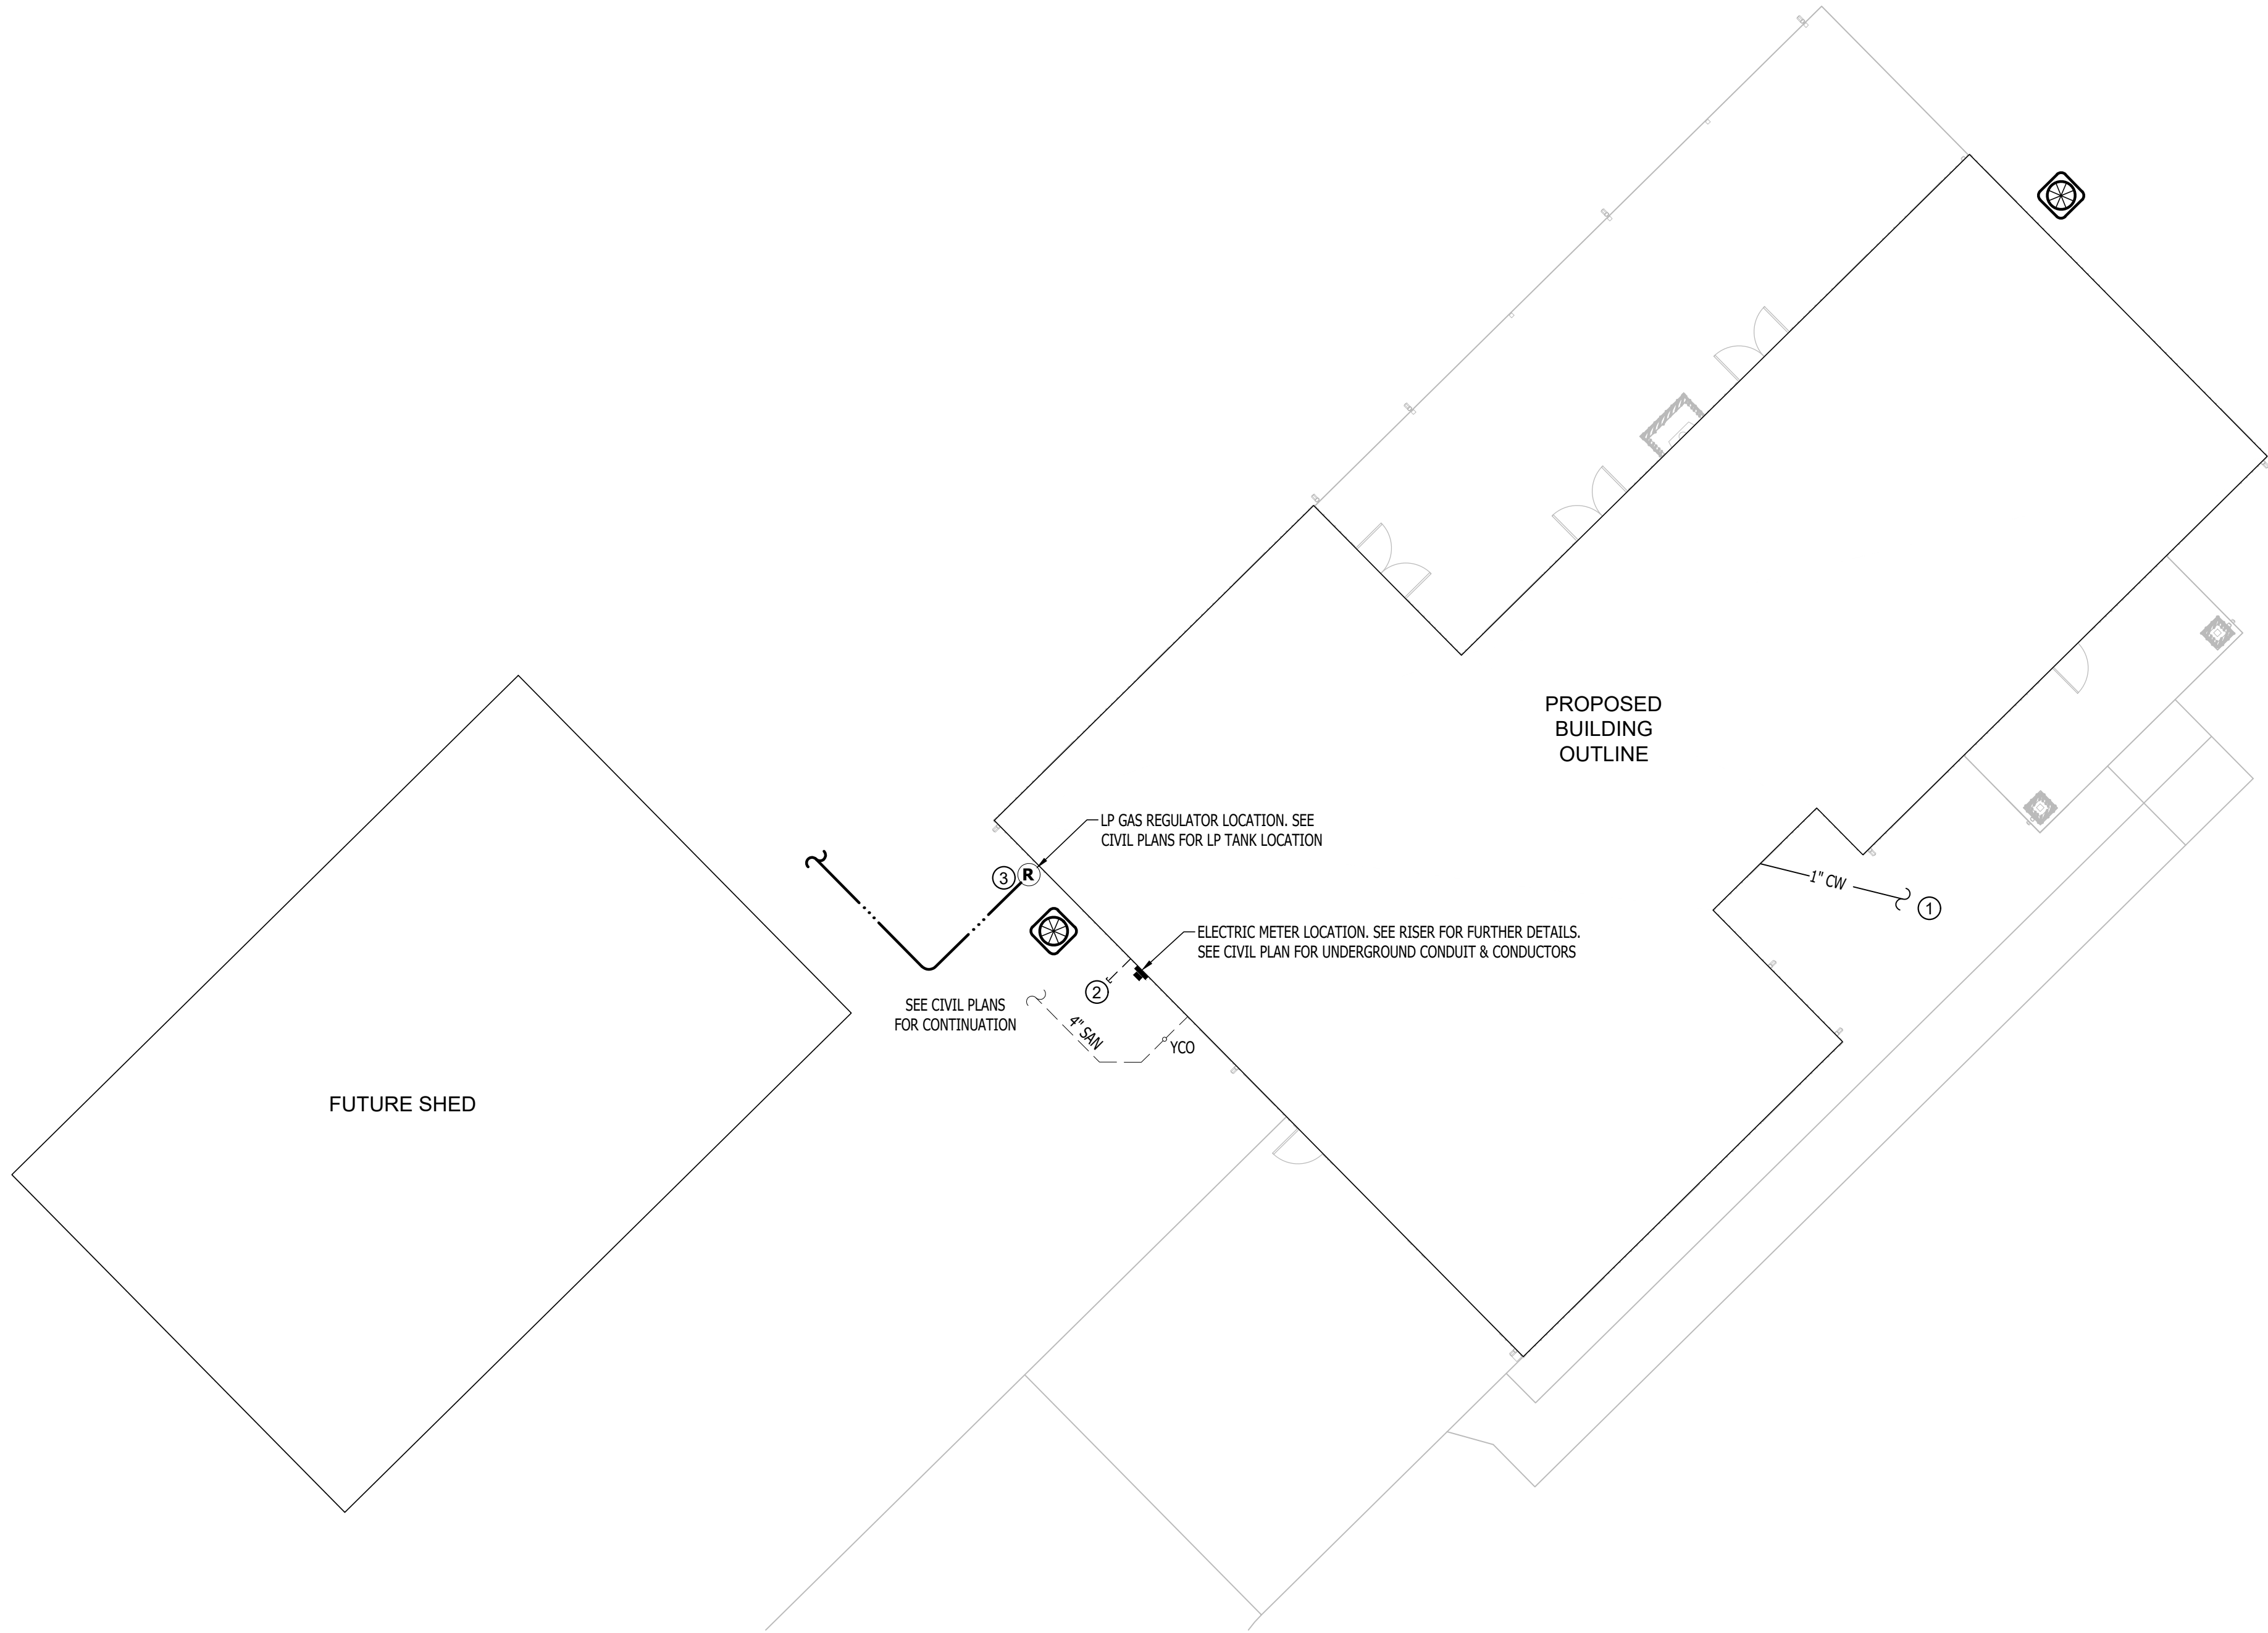 PROPOSED
BUILDING
OUTLINE
LP GAS REGULATOR LOCATION. SEE
CIVIL PLANS FOR LP TANK LOCATION
3
R
1" CW
1
ELECTRIC METER LOCATION. SEE RISER FOR FURTHER DETAILS.
SEE CIVIL PLAN FOR UNDERGROUND CONDUIT & CONDUCTORS
2
SEE CIVIL PLANS
FOR CONTINUATION
4" SAN
YCO
FUTURE SHED